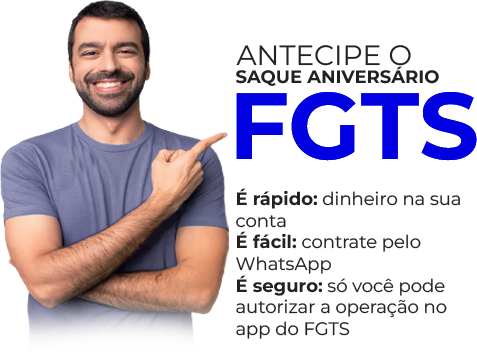 ANTECIPE O
SAQUE ANIVERSÁRIO
FGTS
É rápido: dinheiro na sua
conta
É fácil: contrate pelo
WhatsApp
É seguro: só você pode
autorizar a operação no
app do FGTS